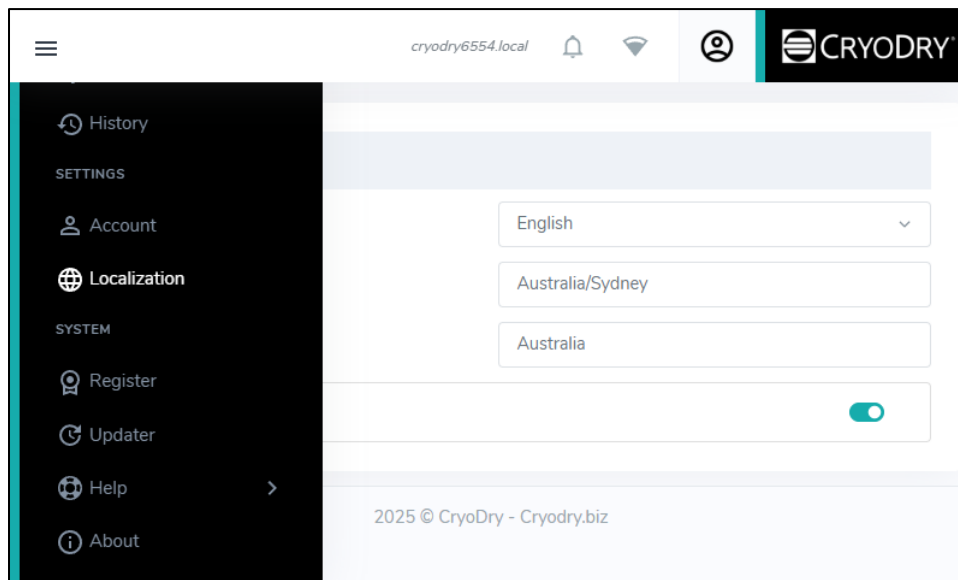 cryodry6554.local
CRYODRY
History
SETTINGS
Account
English
Localization
Australia/Sydney
SYSTEM
Australia
Register
Updater
Help
2025 © CryoDry - Cryodry.biz
About